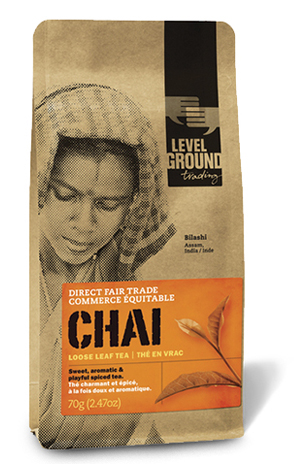 LEVEL
GROUND
trading
Bilashi
Assam,
India / Inde
DIRECT FAIR TRADE
COMMERCE ÉQUITABLE
CHAI
LOOSE LEAF TEA | THÉ EN VRAC
Sweet, aromatic &
playful spiced tea.
Thé charmant et épicé,
à la fois doux et aromatique.
70g (2.47oz)